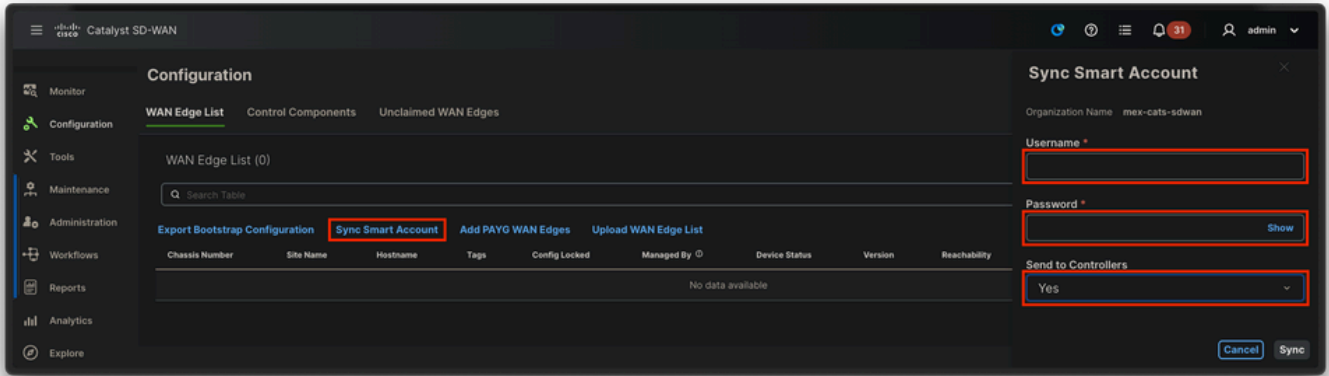 cisco Catalyst SD-WAN
31
admin
Monitor
Configuration
Tools
Maintenance
Administration
Workflows
Reports
Analytics
Explore
Configuration
WAN Edge List Control Components Unclaimed WAN Edges
WAN Edge List (0)
Search Table
Export Bootstrap Configuration Sync Smart Account Add PAYG WAN Edges Upload WAN Edge List
Chassis Number Site Name Hostname Tags Config Locked Managed By Device Status Version Reachability
No data available
Sync Smart Account
Organization Name mex-cats-sdwan
Username *
Password *
Show
Send to Controllers
Yes
Cancel Sync